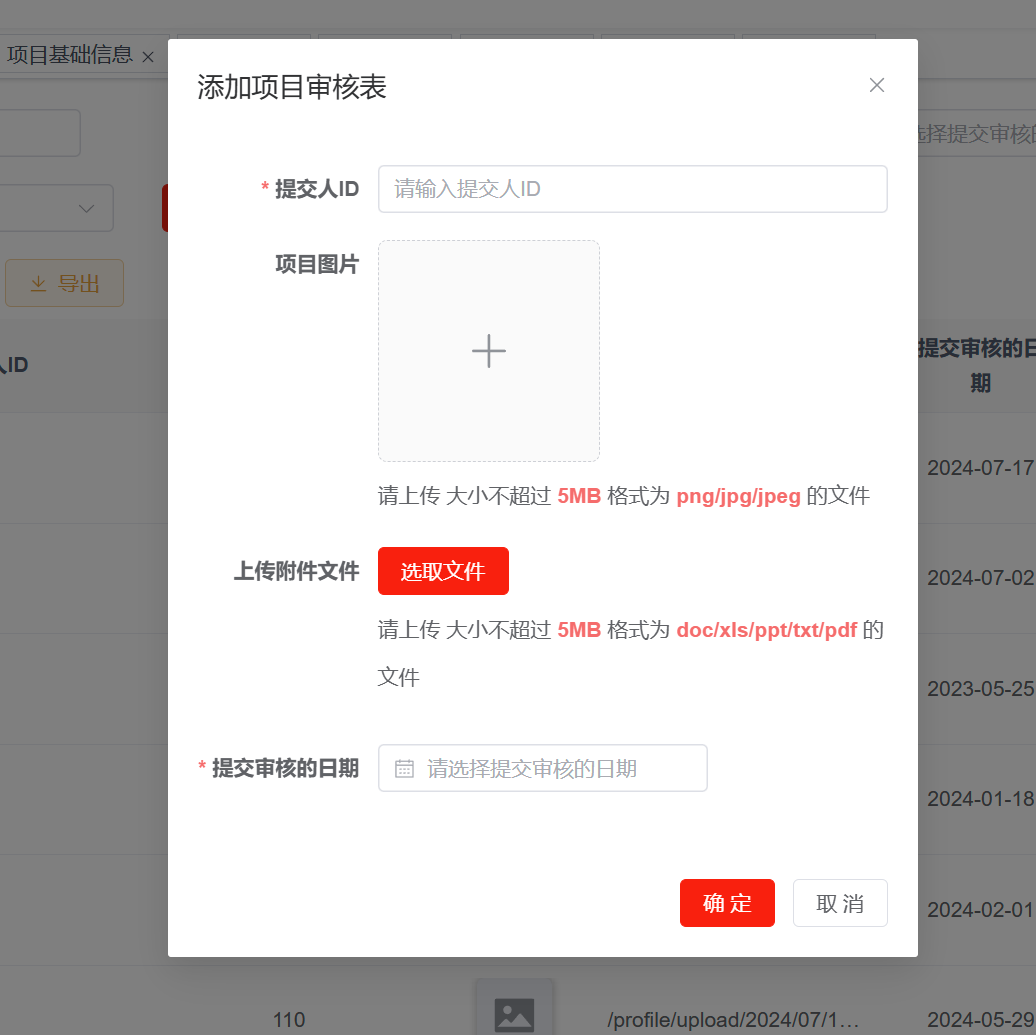 项目基础信息
添加项目审核表
选择提交审核的
* 提交人ID
请输入提交人ID
项目图片
导出
人ID
提交审核的日
期
请上传 大小不超过 5MB 格式为 png/jpg/jpeg 的文件
2024-07-17
上传附件文件
选取文件
2024-07-02
请上传 大小不超过 5MB 格式为 doc/xls/ppt/txt/pdf 的
文件
2023-05-25
* 提交审核的日期
请选择提交审核的日期
2024-01-18
确 定
取 消
2024-02-01
110
/profile/upload/2024/07/1…
2024-05-29